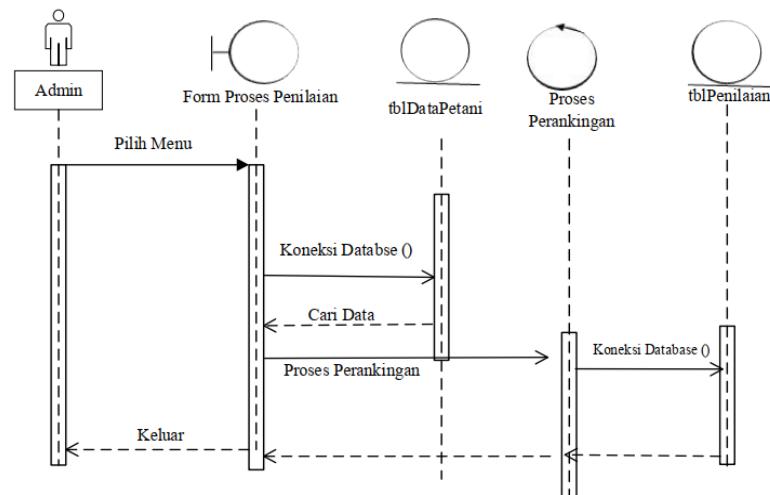 Admin
Form Proses Penilaian
tblDataPetani
Proses
Perankingan
tblPenilaian
Pilih Menu
Koneksi Databse ()
Cari Data
Proses Perankingan
Koneksi Database ()
Keluar